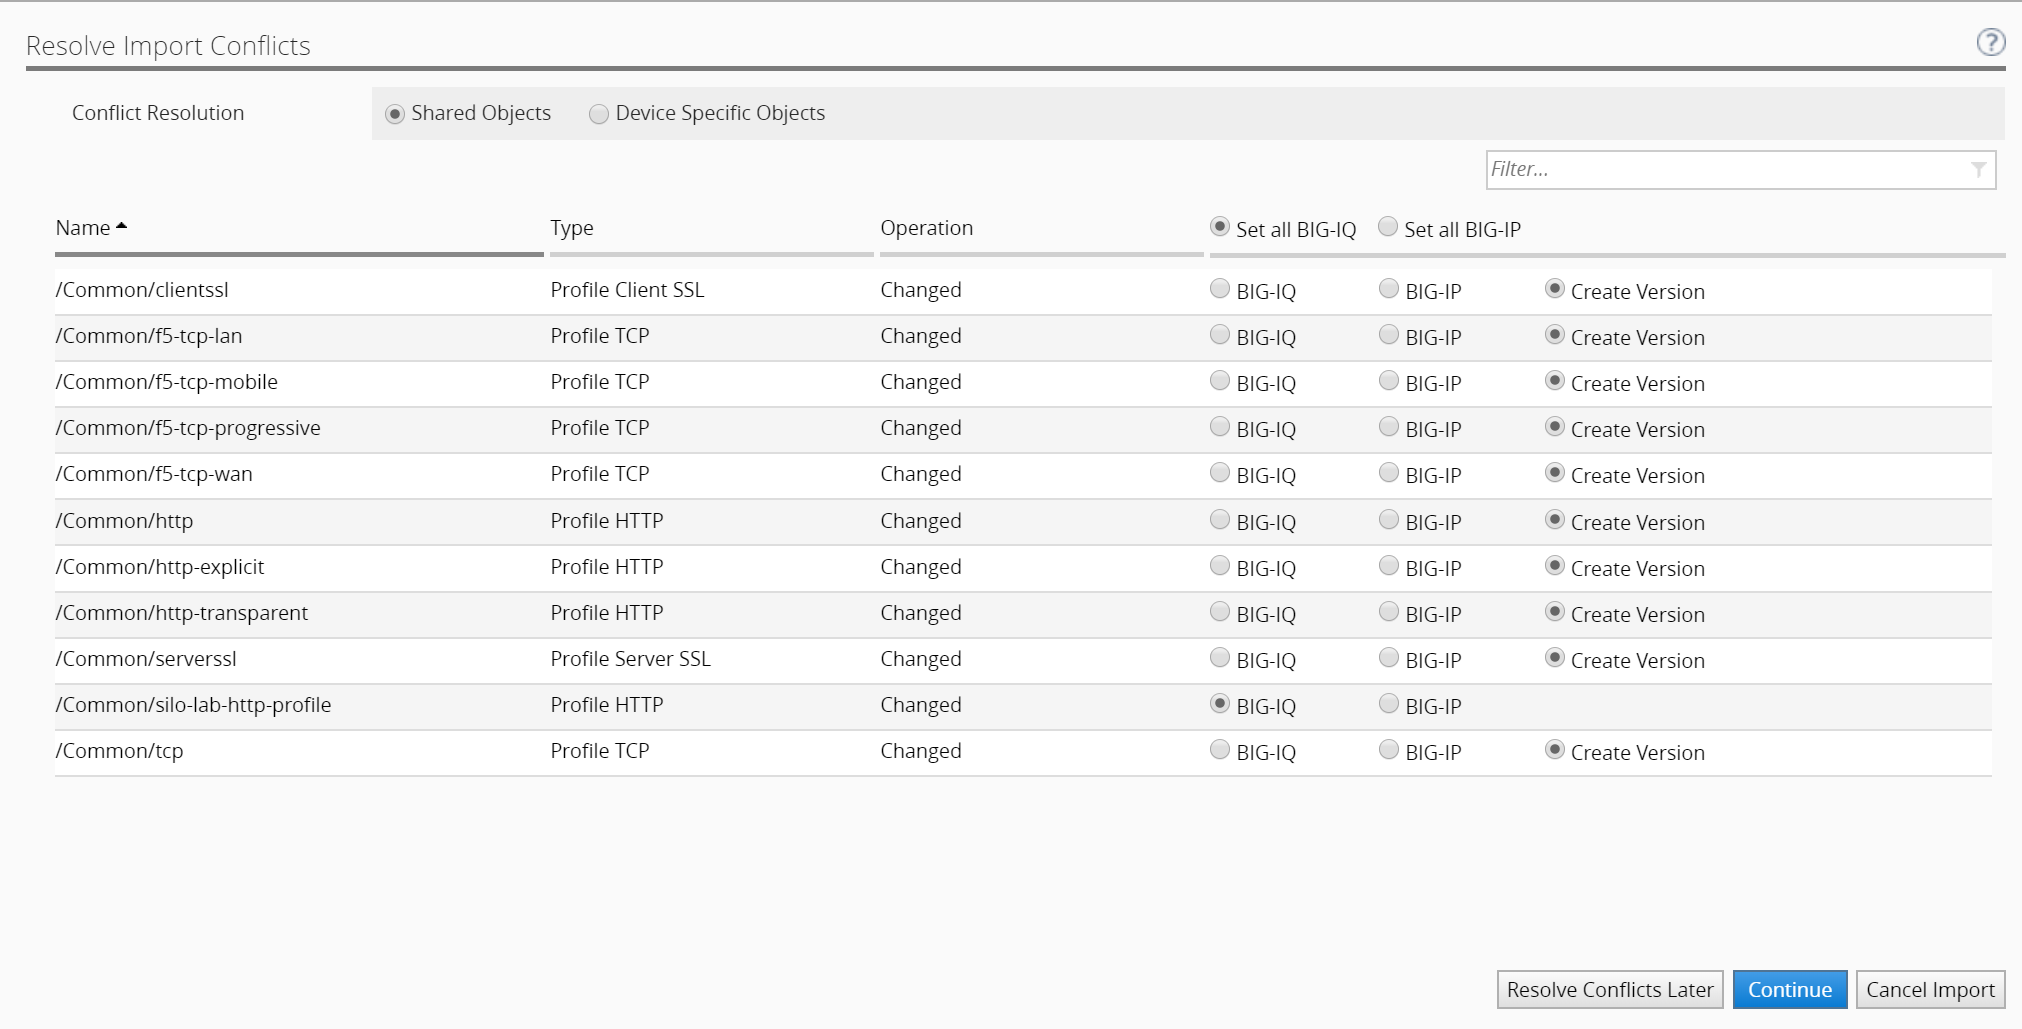 Resolve Import Conflicts ?
Conflict Resolution Shared Objects Device Specific Objects
Filter...
Name Type Operation Set all BIG-IQ Set all BIG-IP
/Common/clientssl Profile Client SSL Changed BIG-IQ BIG-IP Create Version
/Common/f5-tcp-lan Profile TCP Changed BIG-IQ BIG-IP Create Version
/Common/f5-tcp-mobile Profile TCP Changed BIG-IQ BIG-IP Create Version
/Common/f5-tcp-progressive Profile TCP Changed BIG-IQ BIG-IP Create Version
/Common/f5-tcp-wan Profile TCP Changed BIG-IQ BIG-IP Create Version
/Common/http Profile HTTP Changed BIG-IQ BIG-IP Create Version
/Common/http-explicit Profile HTTP Changed BIG-IQ BIG-IP Create Version
/Common/http-transparent Profile HTTP Changed BIG-IQ BIG-IP Create Version
/Common/serverssl Profile Server SSL Changed BIG-IQ BIG-IP Create Version
/Common/silo-lab-http-profile Profile HTTP Changed BIG-IQ BIG-IP
/Common/tcp Profile TCP Changed BIG-IQ BIG-IP Create Version
Resolve Conflicts Later Continue Cancel Import